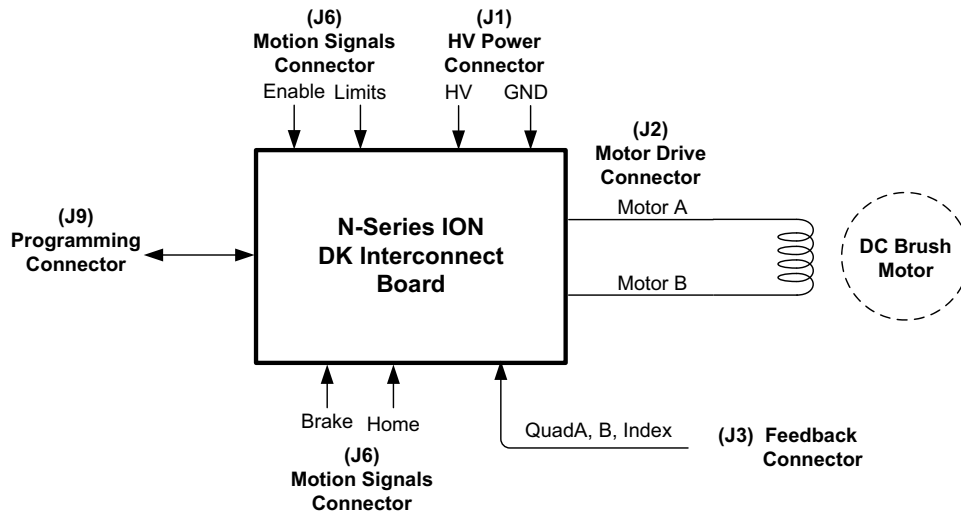 (J6)
Motion Signals
Connector
Enable Limits
(J1)
HV Power
Connector
HV GND
(J2)
Motor Drive
Connector
Motor A
(J9)
Programming
Connector
N-Series ION
DK Interconnect
Board
DC Brush
Motor
Motor B
Brake Home
(J6)
Motion Signals
Connector
QuadA, B, Index
(J3) Feedback
Connector